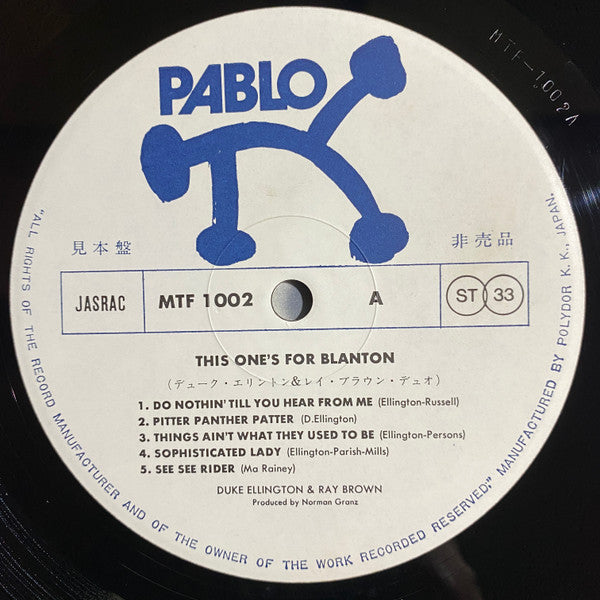 PABLO
MTF-1002A
見本盤
非売品
JASRAC
MTF 1002
A
ST 33
THIS ONE'S FOR BLANTON
(デューク・エリントン&レイ・ブラウン・デュオ)
1. DO NOTHIN' TILL YOU HEAR FROM ME (Ellington-Russell)
2. PITTER PANTHER PATTER (D.Ellington)
3. THINGS AIN'T WHAT THEY USED TO BE (Ellington-Persons)
4. SOPHISTICATED LADY (Ellington-Parish-Mills)
5. SEE SEE RIDER (Ma Rainey)
DUKE ELLINGTON & RAY BROWN
Produced by Norman Granz
"ALL RIGHTS OF THE RECORD MANUFACTURER AND OF THE OWNER OF THE WORK RECORDED RESERVED;" MANUFACTURED BY POLYDOR K. K., JAPAN.